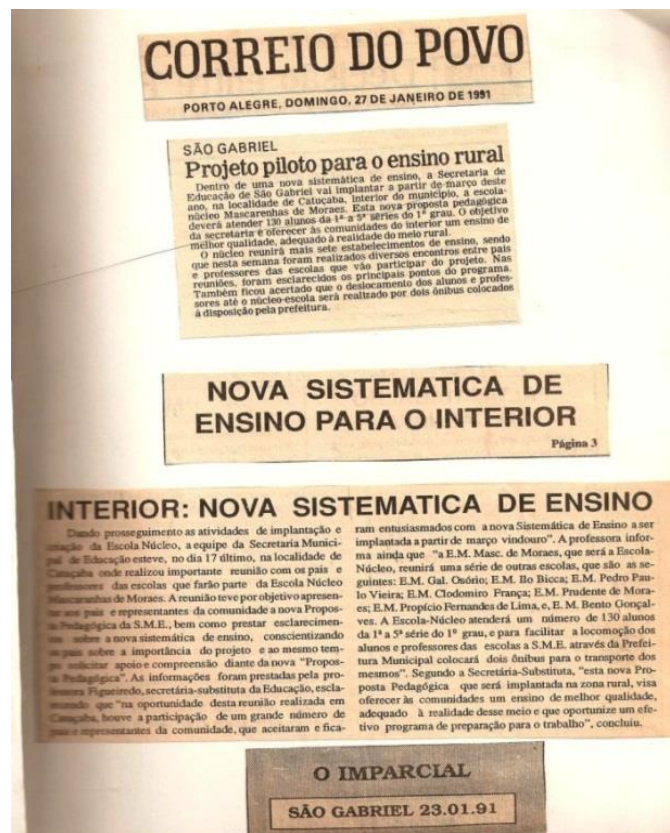 CORREIO DO POVO
PORTO ALEGRE, DOMINGO, 27 DE JANEIRO DE 1991
SÃO GABRIEL
Projeto piloto para o ensino rural
Dentro de uma nova sistemática de ensino, a Secretaria de
Educação de São Gabriel vai implantar a partir de março deste
ano, na localidade de Catuçaba, interior do município, a escola-
núcleo Mascarenhas de Moraes. Esta nova proposta pedagógica
deverá atender 130 alunos da 1ª a 5ª séries do 1º grau. O objetivo
da secretaria é oferecer às comunidades do interior um ensino de
melhor qualidade, adequado à realidade do meio rural.
O núcleo reunirá mais sete estabelecimentos de ensino, sendo
que nesta semana foram realizados diversos encontros entre pais
e professores das escolas que vão participar do projeto. Nas
reuniões, foram esclarecidos os principais pontos do programa.
Também ficou acertado que o deslocamento dos alunos e profes-
sores até o núcleo-escola será realizado por dois ônibus colocados
à disposição pela prefeitura.
NOVA SISTEMATICA DE
ENSINO PARA O INTERIOR
Página 3
INTERIOR: NOVA SISTEMATICA DE ENSINO
Dando prosseguimento as atividades de implantação e
criação da Escola Núcleo, a equipe da Secretaria Munici-
pal de Educação esteve, no dia 17 último, na localidade de
Catuçaba onde realizou importante reunião com os pais e
professores das escolas que farão parte da Escola Núcleo
Mascaranhas de Moraes. A reunião teve por objetivo apresen-
tar aos pais e representantes da comunidade a nova Propos-
ta Pedagógica da S.M.E., bem como prestar esclarecimen-
tos sobre a nova sistemática de ensino, conscientizando
os pais sobre a importância do projeto e ao mesmo tem-
po solicitar apoio e compreensão diante da nova "Propos-
ta Pedagógica". As informações foram prestadas pela pro-
fessora Figueiredo, secretária-substituta da Educação, escla-
recendo que "na oportunidade desta reunião realizada em
Catuçaba, houve a participação de um grande número de
pais e representantes da comunidade, que aceitaram e fica-
ram entusiasmados com a nova Sistemática de Ensino a ser
implantada a partir de março vindouro". A professora infor-
ma ainda que "a E.M. Masc. de Moraes, que será a Escola-
Núcleo, reunirá uma série de outras escolas, que são as se-
guintes: E.M. Gal. Osório; E.M. Ilo Bicca; E.M. Pedro Pau-
lo Vieira; E.M. Clodomiro França; E.M. Prudente de Mora-
es; E.M. Propício Fernandes de Lima, e, E. M. Bento Gonçal-
ves. A Escola-Núcleo atenderá um número de 130 alunos
da 1ª a 5ª série do 1º grau, e para facilitar a locomoção dos
alunos e professores das escolas a S.M.E. através da Prefei-
tura Municipal colocará dois ônibus para o transporte dos
mesmos". Segundo a Secretária-Substituta, "esta nova Pro-
posta Pedagógica que será implantada na zona rural, visa
oferecer às comunidades um ensino de melhor qualidade,
adequado à realidade desse meio e que oportunize um efe-
tivo programa de preparação para o trabalho", concluiu.
O IMPARCIAL
SÃO GABRIEL 23.01.91